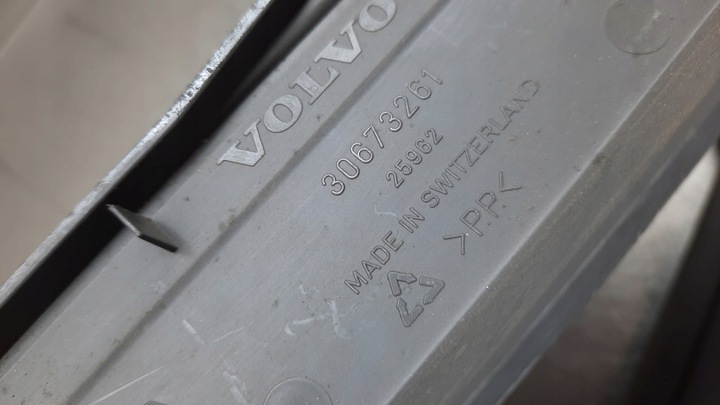 VOLVO
30673261
25962
MADE IN SWITZERLAND
>PP<